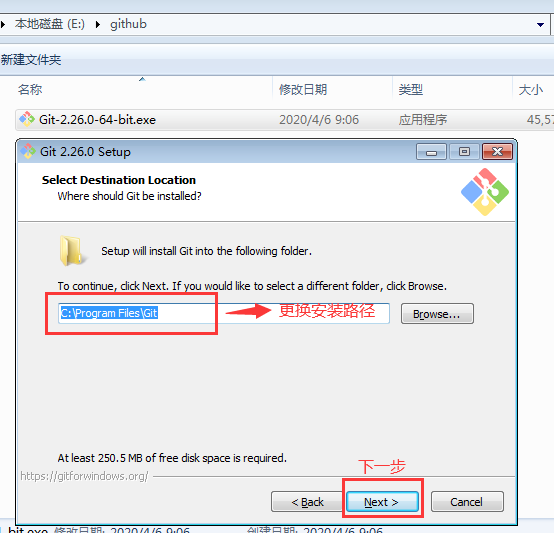 本地磁盘 (E:) github
新建文件夹
名称 修改日期 类型 大小
Git-2.26.0-64-bit.exe 2020/4/6 9:06 应用程序 45,57
Git 2.26.0 Setup
Select Destination Location
Where should Git be installed?
Setup will install Git into the following folder.
To continue, click Next. If you would like to select a different folder, click Browse.
C:\Program Files\Git 更换安装路径 Browse...
At least 250.5 MB of free disk space is required.
下一步
https://gitforwindows.org/
< Back Next > Cancel
bit.exe 修改日期: 2020/4/6 9:06 创建日期: 2020/4/6 9:06